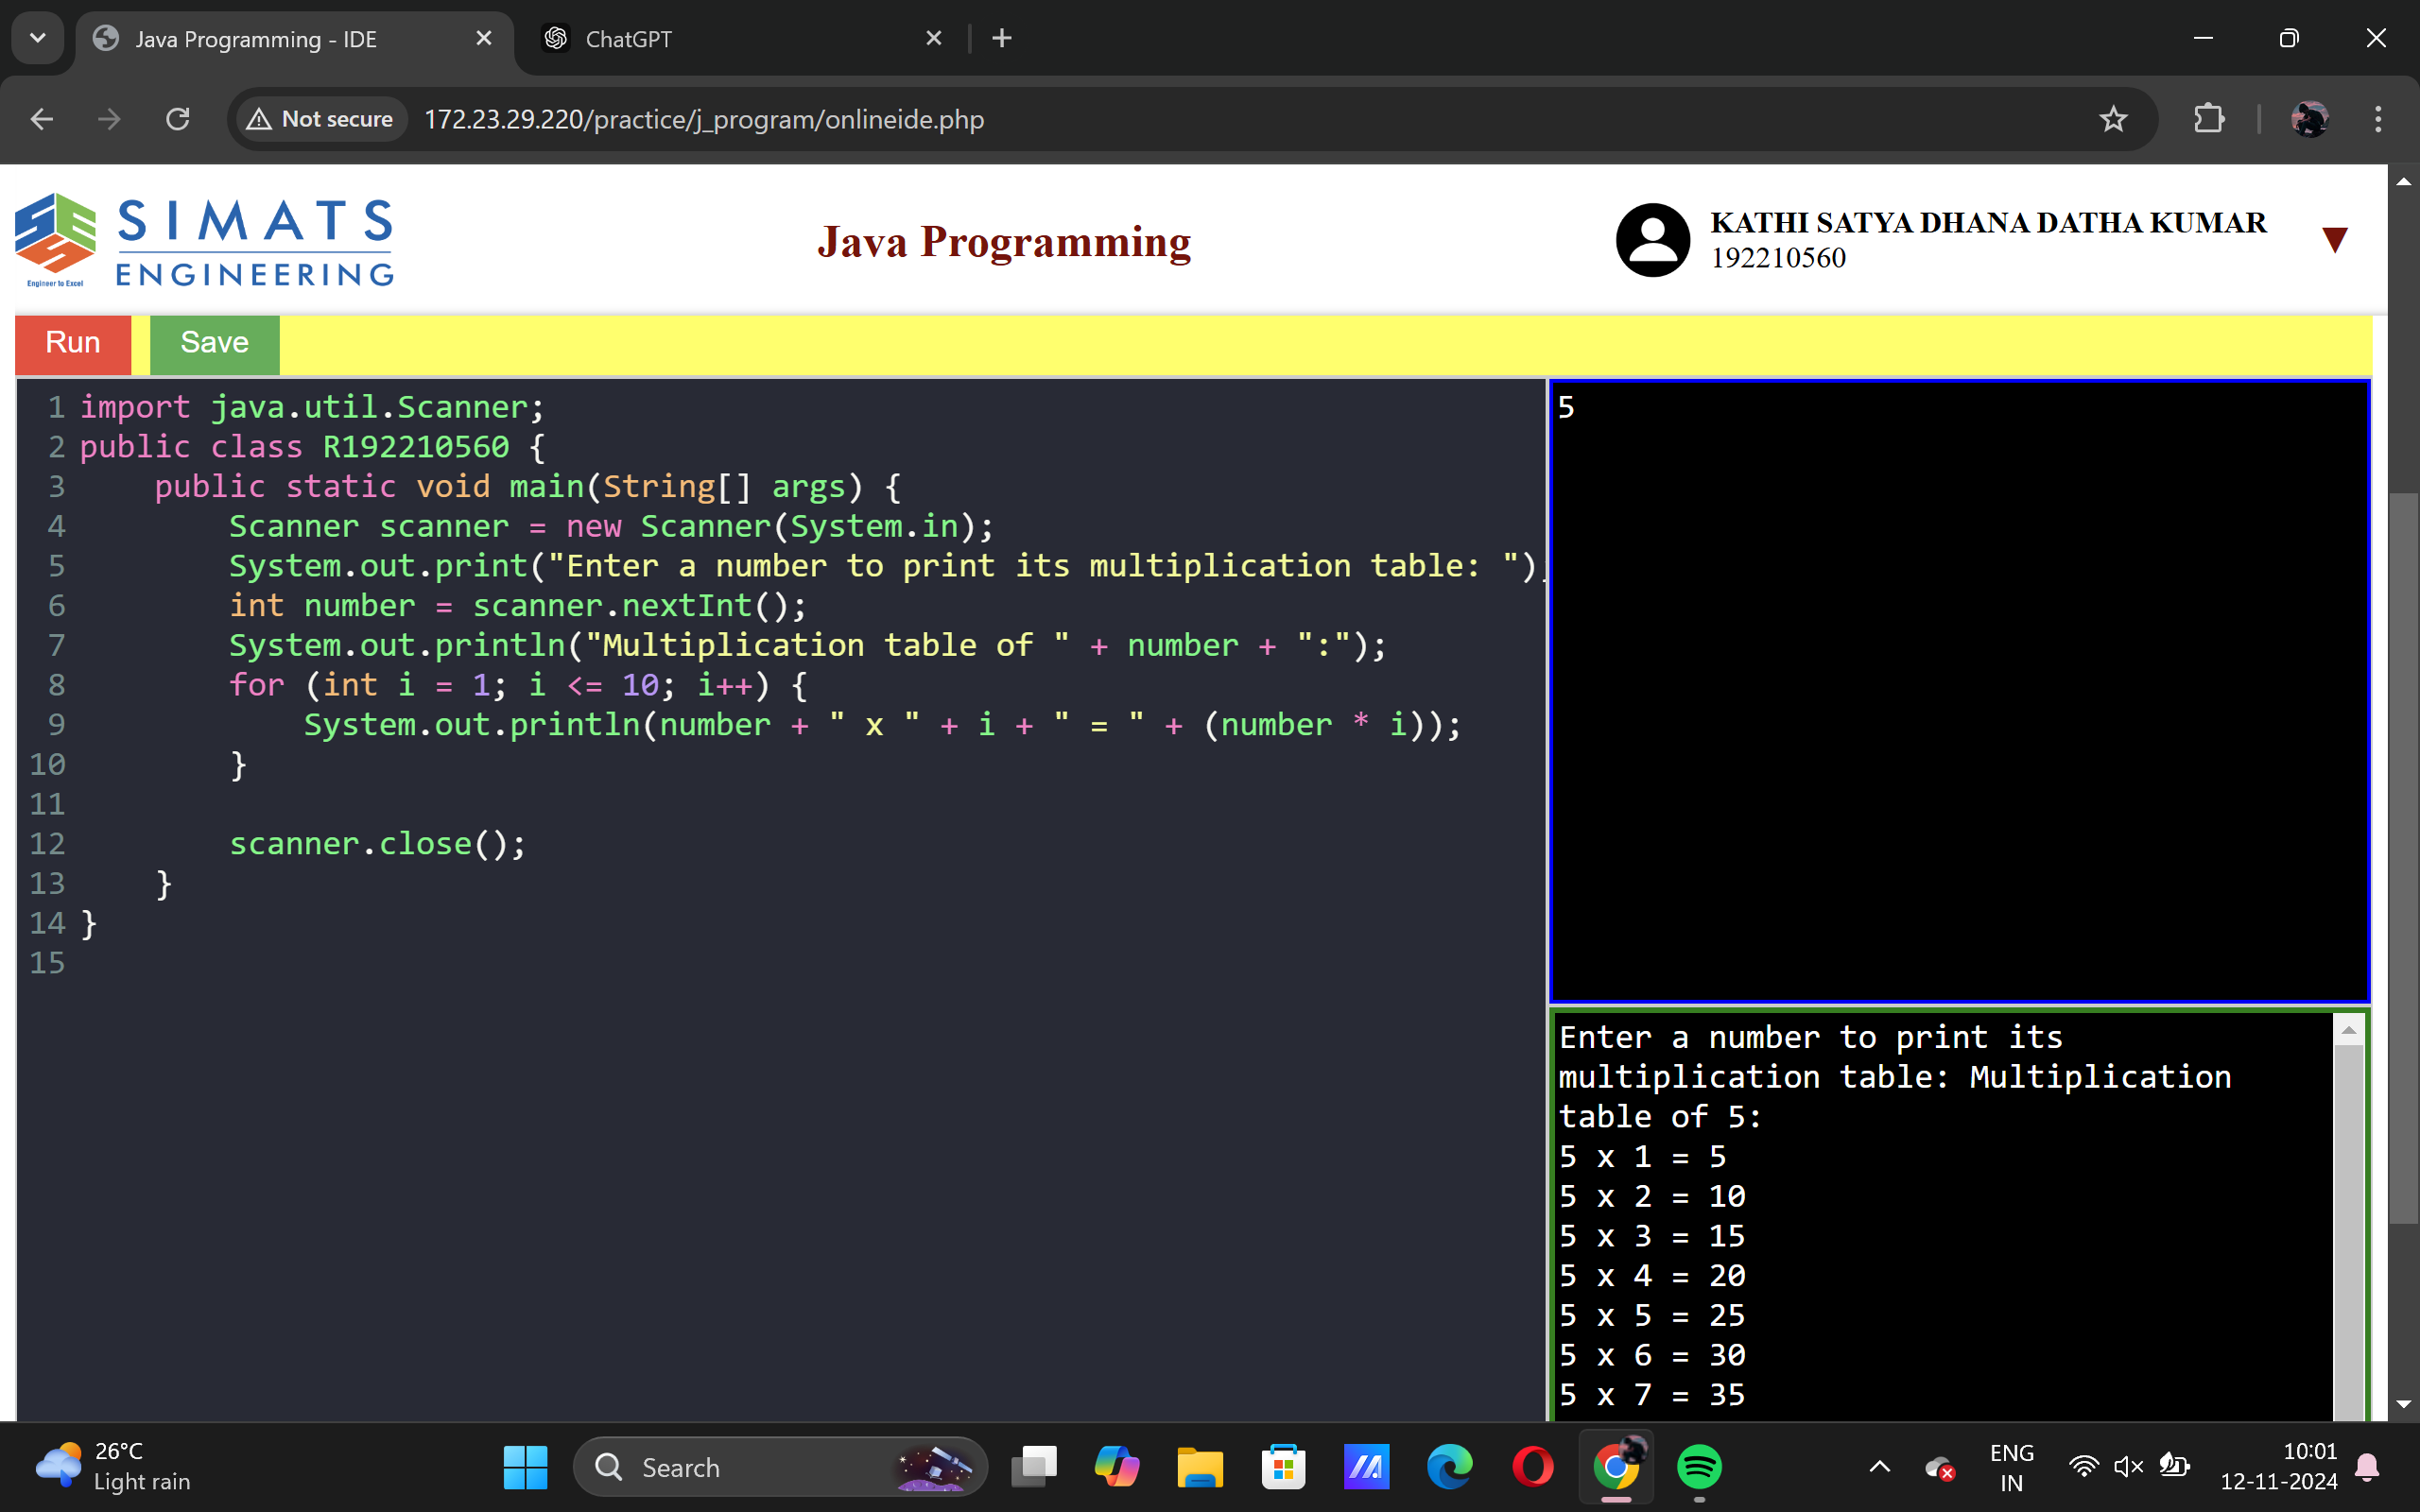 Java Programming - IDE
ChatGPT
Not secure
172.23.29.220/practice/j_program/onlineide.php
SIMATS
ENGINEERING
Engineer to Excel
Java Programming
KATHI SATYA DHANA DATHA KUMAR
192210560
Run
Save
1 import java.util.Scanner;
2 public class R192210560 {
3     public static void main(String[] args) {
4         Scanner scanner = new Scanner(System.in);
5         System.out.print("Enter a number to print its multiplication table: ");
6         int number = scanner.nextInt();
7         System.out.println("Multiplication table of " + number + ":");
8         for (int i = 1; i <= 10; i++) {
9             System.out.println(number + " x " + i + " = " + (number * i));
10         }
11
12         scanner.close();
13     }
14 }
15
5
Enter a number to print its
multiplication table: Multiplication
table of 5:
5 x 1 = 5
5 x 2 = 10
5 x 3 = 15
5 x 4 = 20
5 x 5 = 25
5 x 6 = 30
5 x 7 = 35
26°C
Light rain
Search
ENG
IN
10:01
12-11-2024